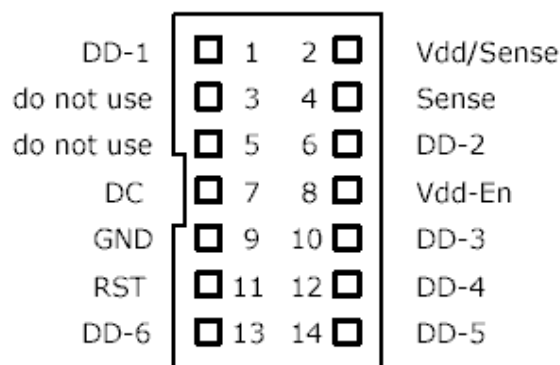 DD-1 1 2 Vdd/Sense
do not use 3 4 Sense
do not use 5 6 DD-2
DC 7 8 Vdd-En
GND 9 10 DD-3
RST 11 12 DD-4
DD-6 13 14 DD-5